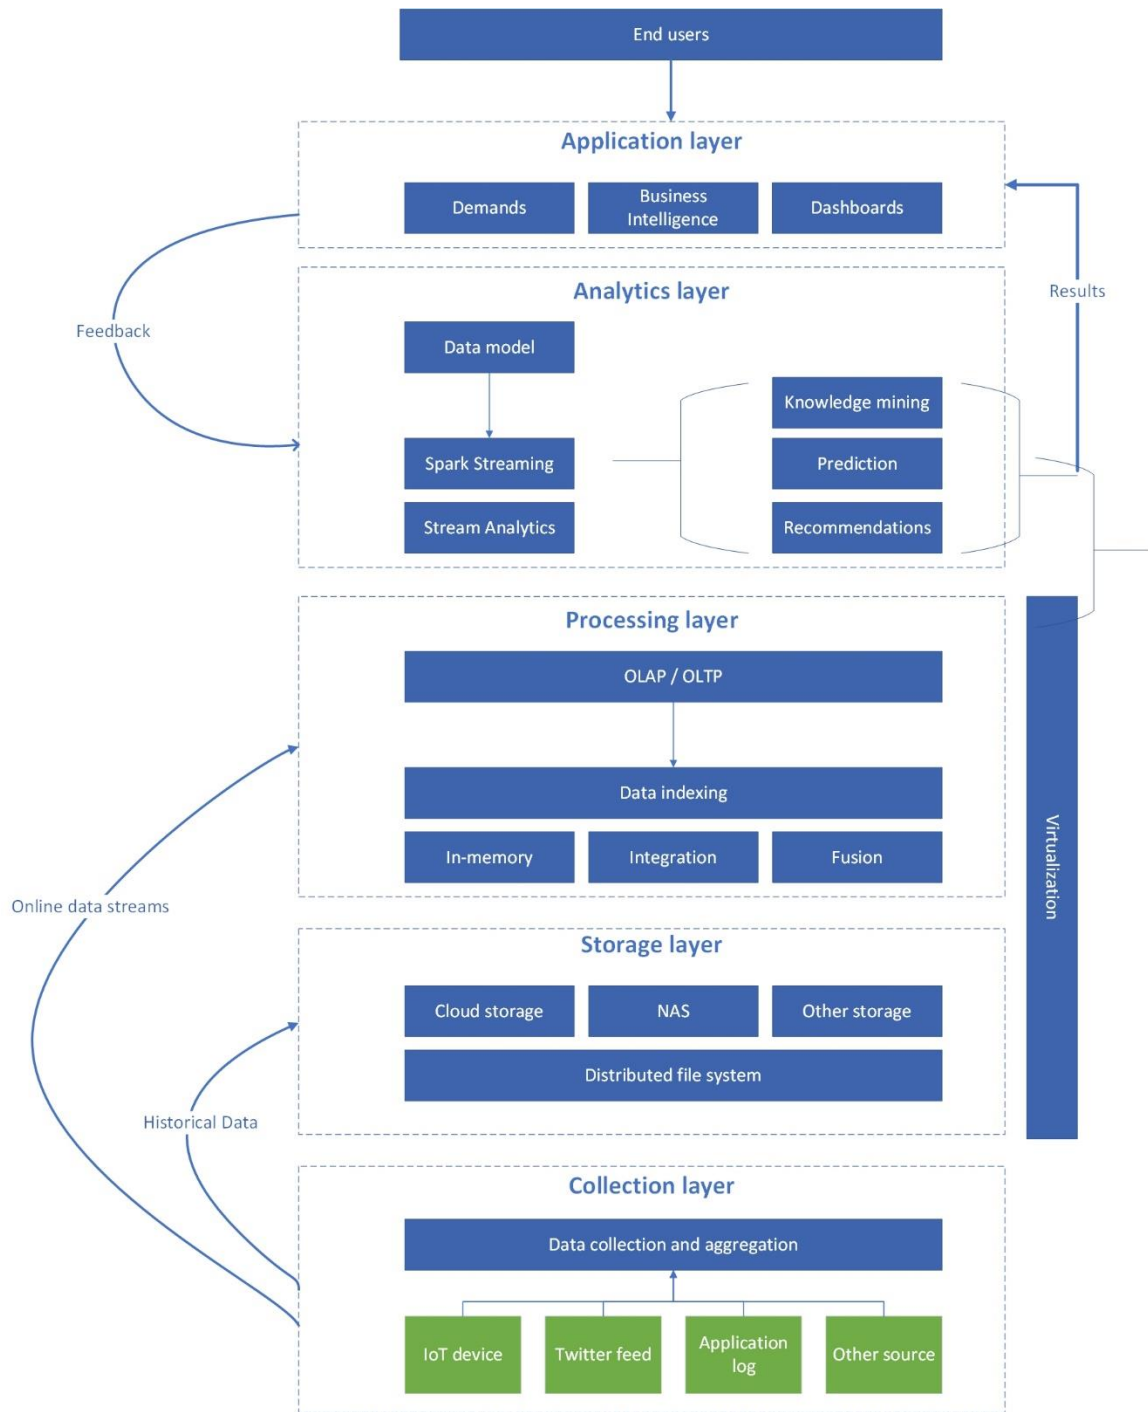 End users
Application layer
Demands
Business
Intelligence
Dashboards
Analytics layer
Results
Feedback
Data model
Knowledge mining
Spark Streaming
Prediction
Stream Analytics
Recommendations
Processing layer
OLAP / OLTP
Data indexing
In-memory
Integration
Fusion
Virtualization
Online data streams
Storage layer
Cloud storage
NAS
Other storage
Distributed file system
Historical Data
Collection layer
Data collection and aggregation
IoT device
Twitter feed
Application
log
Other source